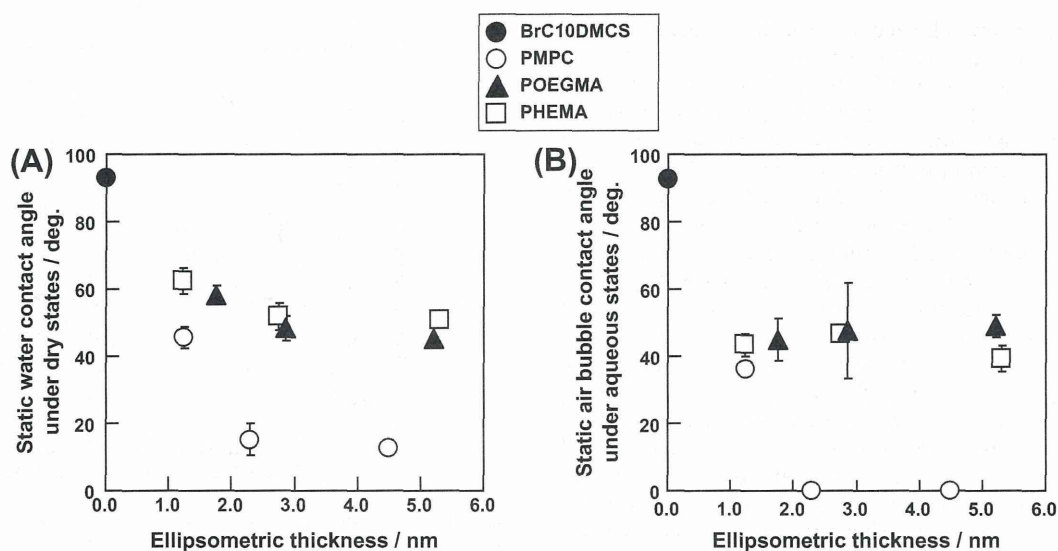 BrC10DMCS
PMPC
POEGMA
PHEMA
(A)
Static water contact angle
under dry states / deg.
100
80
60
40
20
0
0.0 1.0 2.0 3.0 4.0 5.0 6.0
Ellipsometric thickness / nm
(B)
Static air bubble contact angle
under aqueous states / deg.
100
80
60
40
20
0
0.0 1.0 2.0 3.0 4.0 5.0 6.0
Ellipsometric thickness / nm